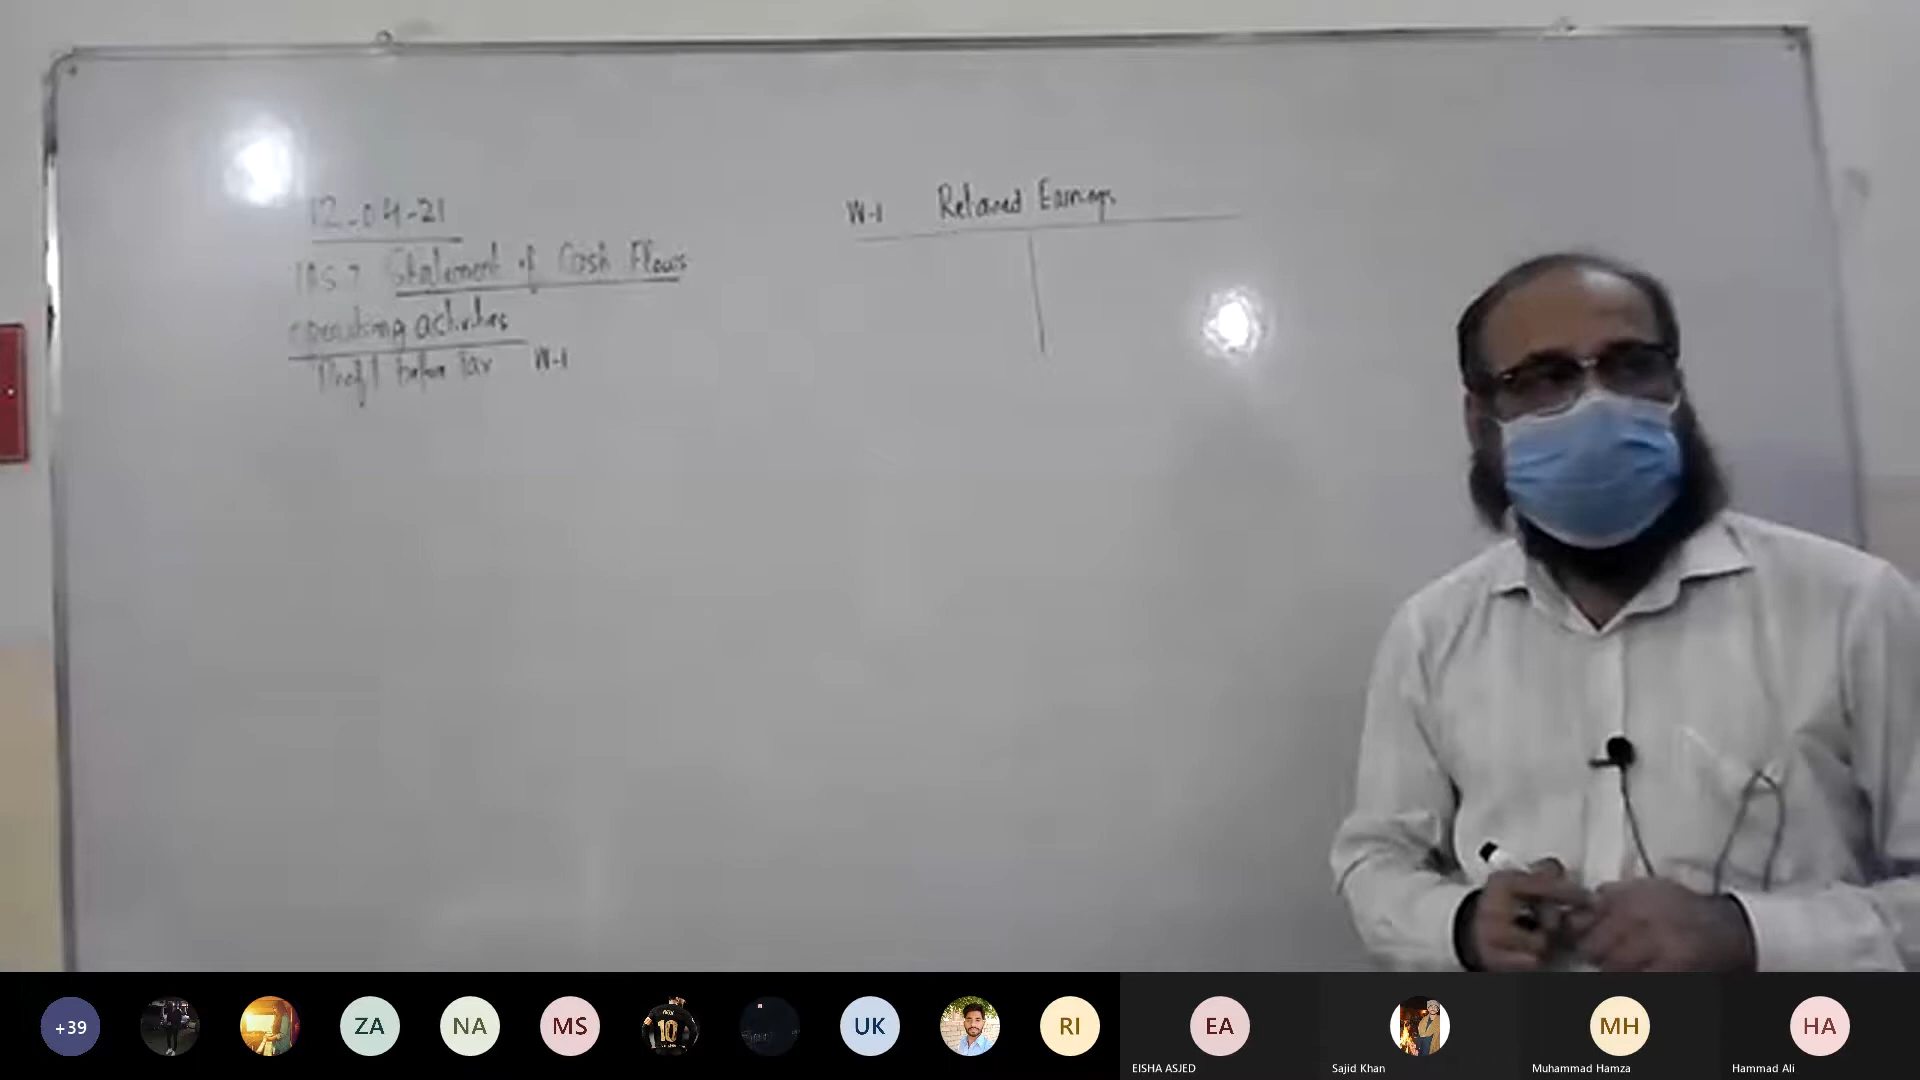 12-04-21
IAS 7 Statement of Cash Flows
operating activities
Profit before tax W-1
W-1 Retained Earnings
+39
ZA
NA
MS
10
UK
RI
EA
MH
HA
EISHA ASJED
Sajid Khan
Muhammad Hamza
Hammad Ali